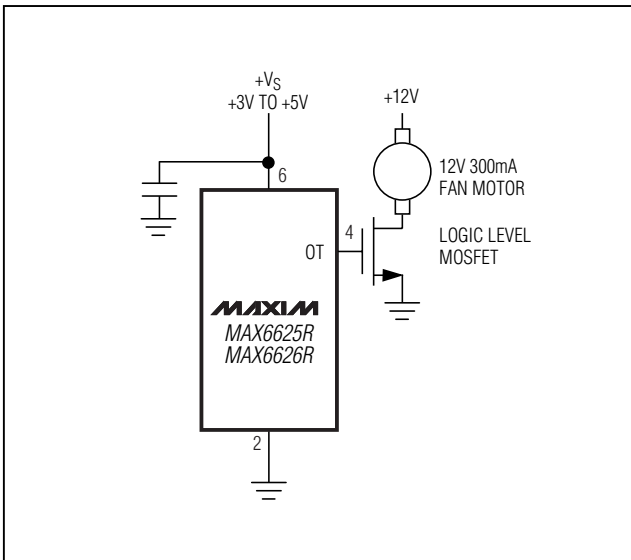 +VS
+3V TO +5V
+12V
6
12V 300mA
FAN MOTOR
4
OT
LOGIC LEVEL
MOSFET
MAXIM
MAX6625R
MAX6626R
2